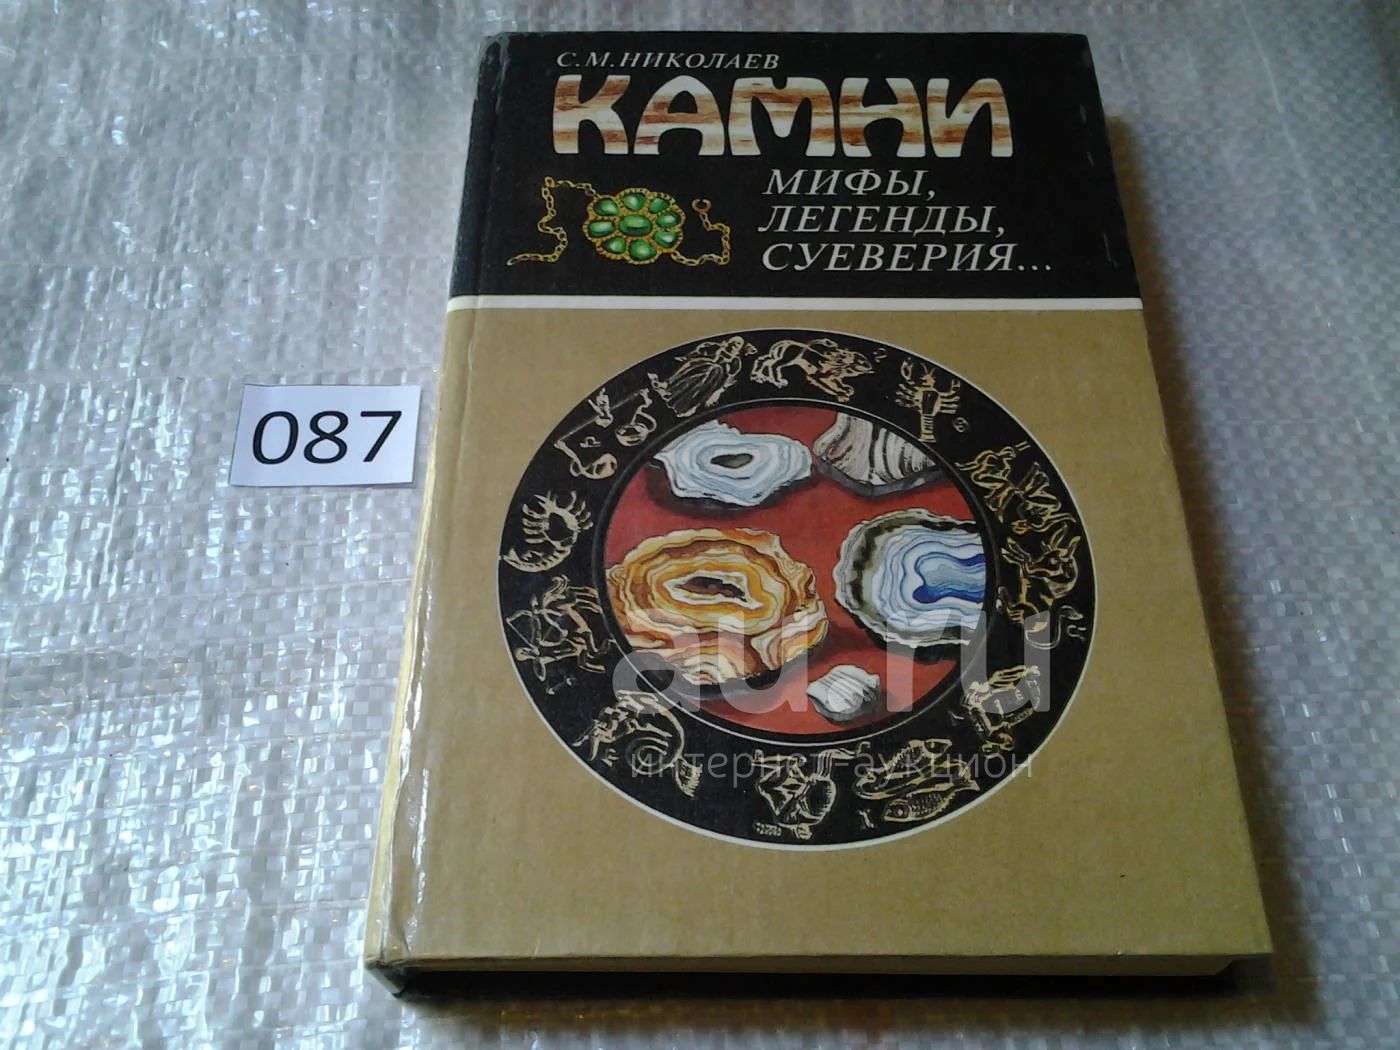 С. М. НИКОЛАЕВ
КАМНИ
МИФЫ,
ЛЕГЕНДЫ,
СУЕВЕРИЯ...
087
au.ru
интернет-аукцион